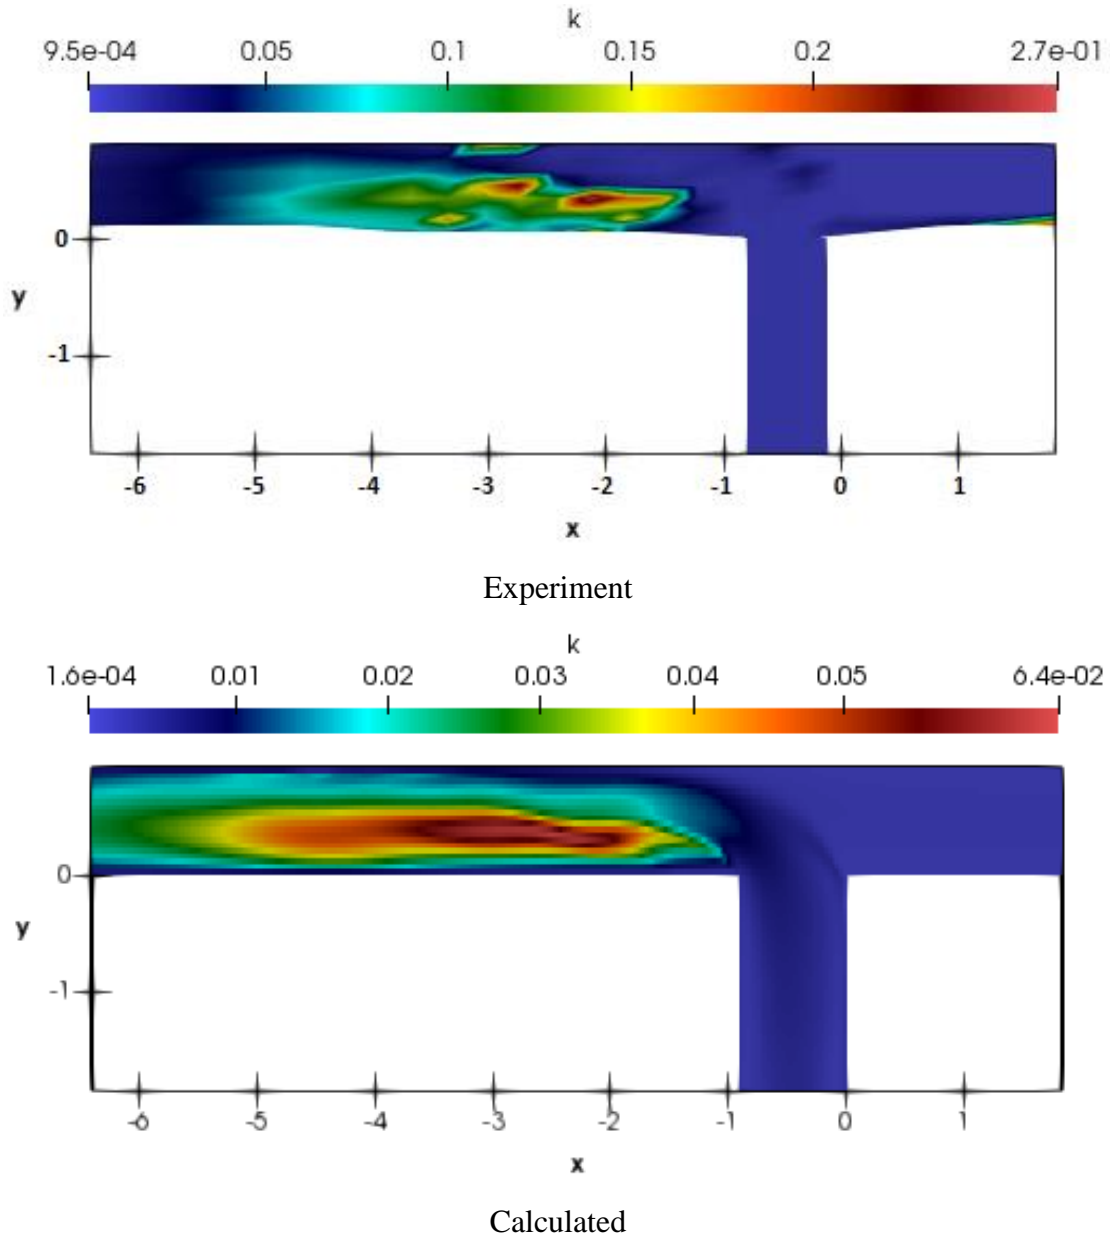 k
9.5e-04 0.05 0.1 0.15 0.2 2.7e-01
0
y
-1
-6 -5 -4 -3 -2 -1 0 1
x
Experiment
k
1.6e-04 0.01 0.02 0.03 0.04 0.05 6.4e-02
0
y
-1
-6 -5 -4 -3 -2 -1 0 1
x
Calculated